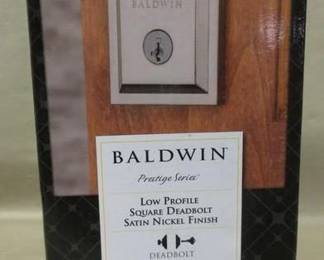 BALDWIN
BALDWIN
Prestige Series
LOW PROFILE
SQUARE DEADBOLT
SATIN NICKEL FINISH
DEADBOLT